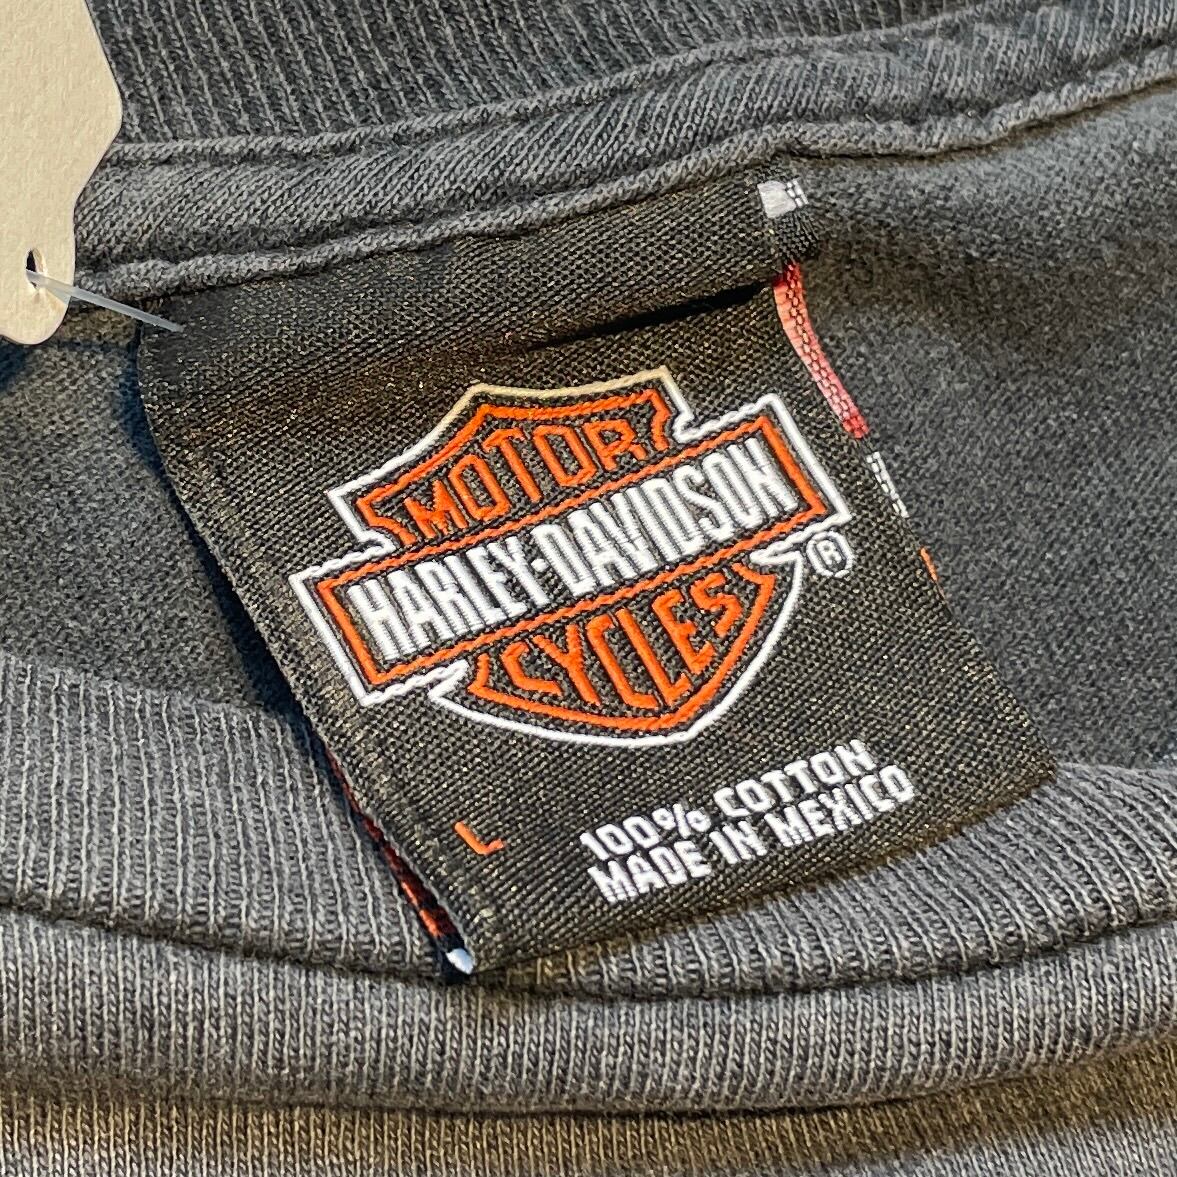 MOTOR
HARLEY-DAVIDSON
CYCLES
®
L
100% COTTON
MADE IN MEXICO